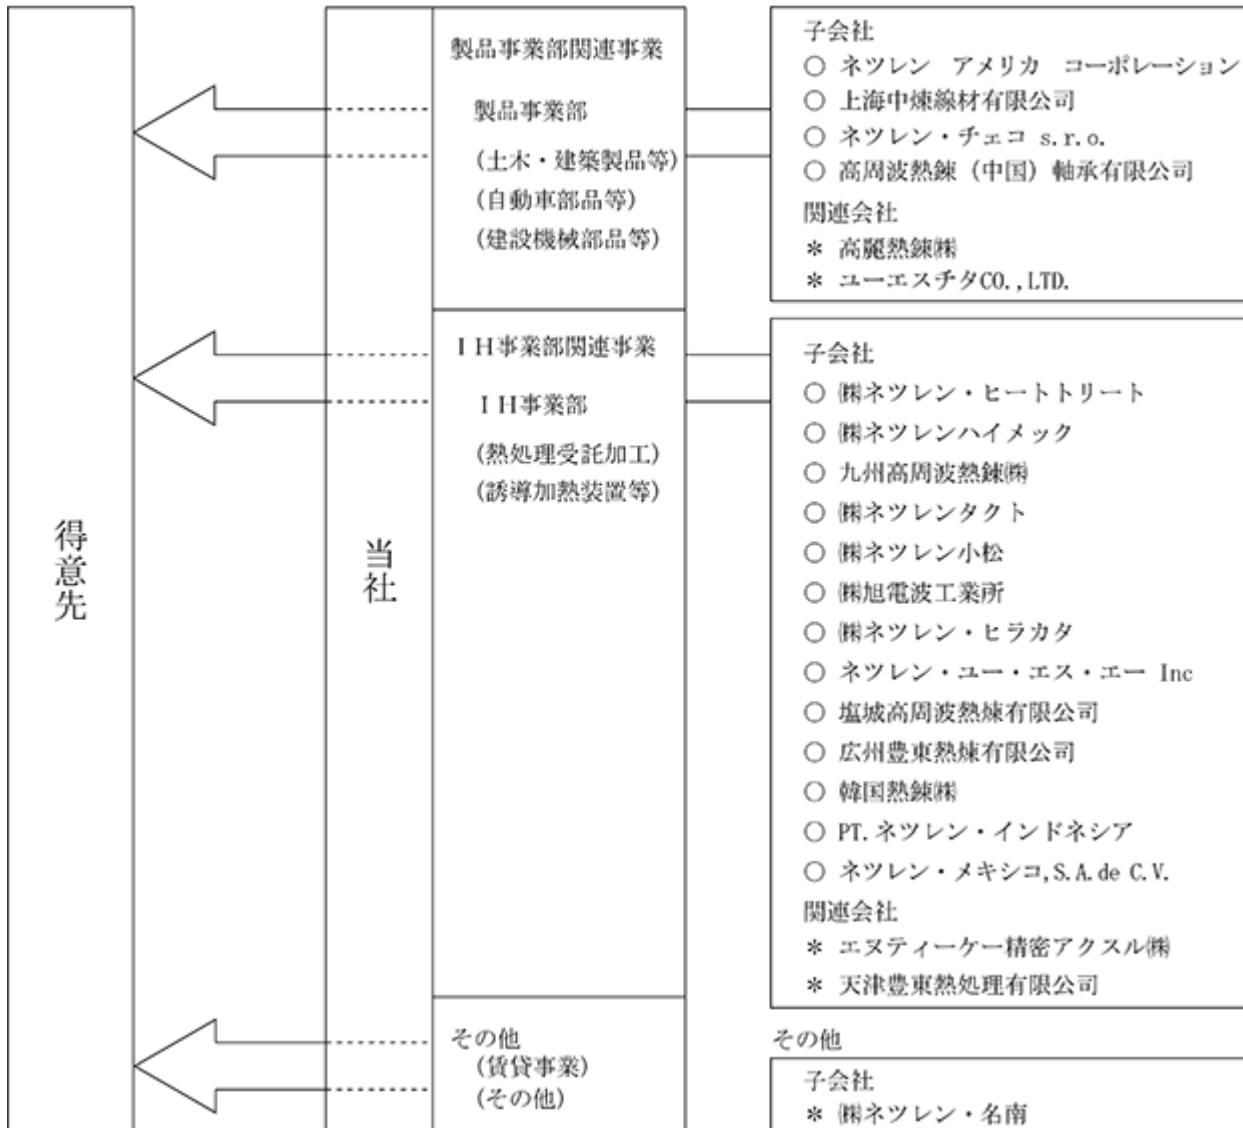 得意先
当社
製品事業部関連事業
製品事業部
(土木・建築製品等)
(自動車部品等)
(建設機械部品等)
子会社
○ ネツレン アメリカ コーポレーション
○ 上海中煉線材有限公司
○ ネツレン・チェコ s.r.o.
○ 高周波熱錬（中国）軸承有限公司
関連会社
＊ 高麗熱錬㈱
＊ ユーエスチタCO.,LTD.
ＩＨ事業部関連事業
ＩＨ事業部
(熱処理受託加工)
(誘導加熱装置等)
子会社
○ ㈱ネツレン・ヒートトリート
○ ㈱ネツレンハイメック
○ 九州高周波熱錬㈱
○ ㈱ネツレンタクト
○ ㈱ネツレン小松
○ ㈱旭電波工業所
○ ㈱ネツレン・ヒラカタ
○ ネツレン・ユー・エス・エー Inc
○ 塩城高周波熱煉有限公司
○ 広州豊東熱煉有限公司
○ 韓国熱錬㈱
○ PT.ネツレン・インドネシア
○ ネツレン・メキシコ,S.A.de C.V.
関連会社
＊ エヌティーケー精密アクスル㈱
＊ 天津豊東熱処理有限公司
その他
(賃貸事業)
(その他)
その他
子会社
＊ ㈱ネツレン・名南